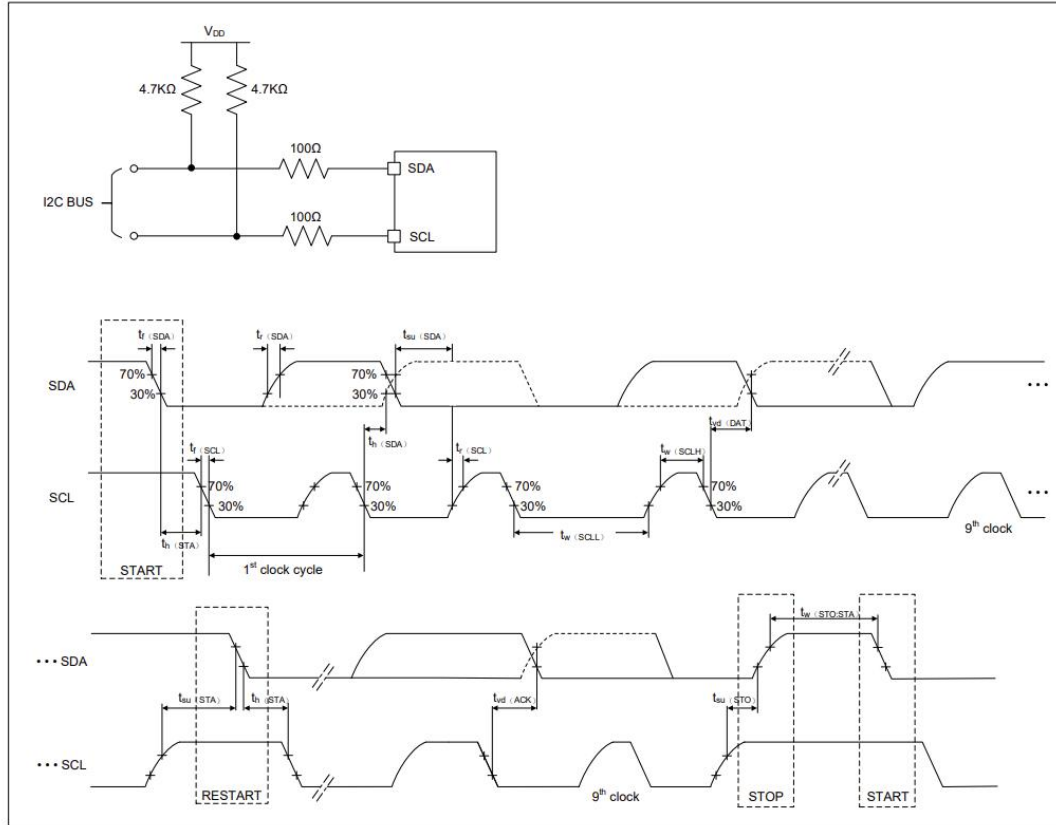 VDD
4.7KΩ 4.7KΩ
100Ω
SDA
I2C BUS
100Ω
SCL
tf（SDA） tr（SDA） tsu（SDA）
70% 70%
SDA
30% 30%
...
tvd（DAT）
th（SDA）
tf（SCL） tr（SCL） tw（SCLH）
70% 70% 70%
SCL
30% 30% 30%
...
9th clock
th（STA） tw（SCLL）
1st clock cycle
START
tw（STO:STA）
... SDA
tsu（STA） th（STA） tvd（ACK） tsu（STO）
... SCL
RESTART 9th clock STOP START